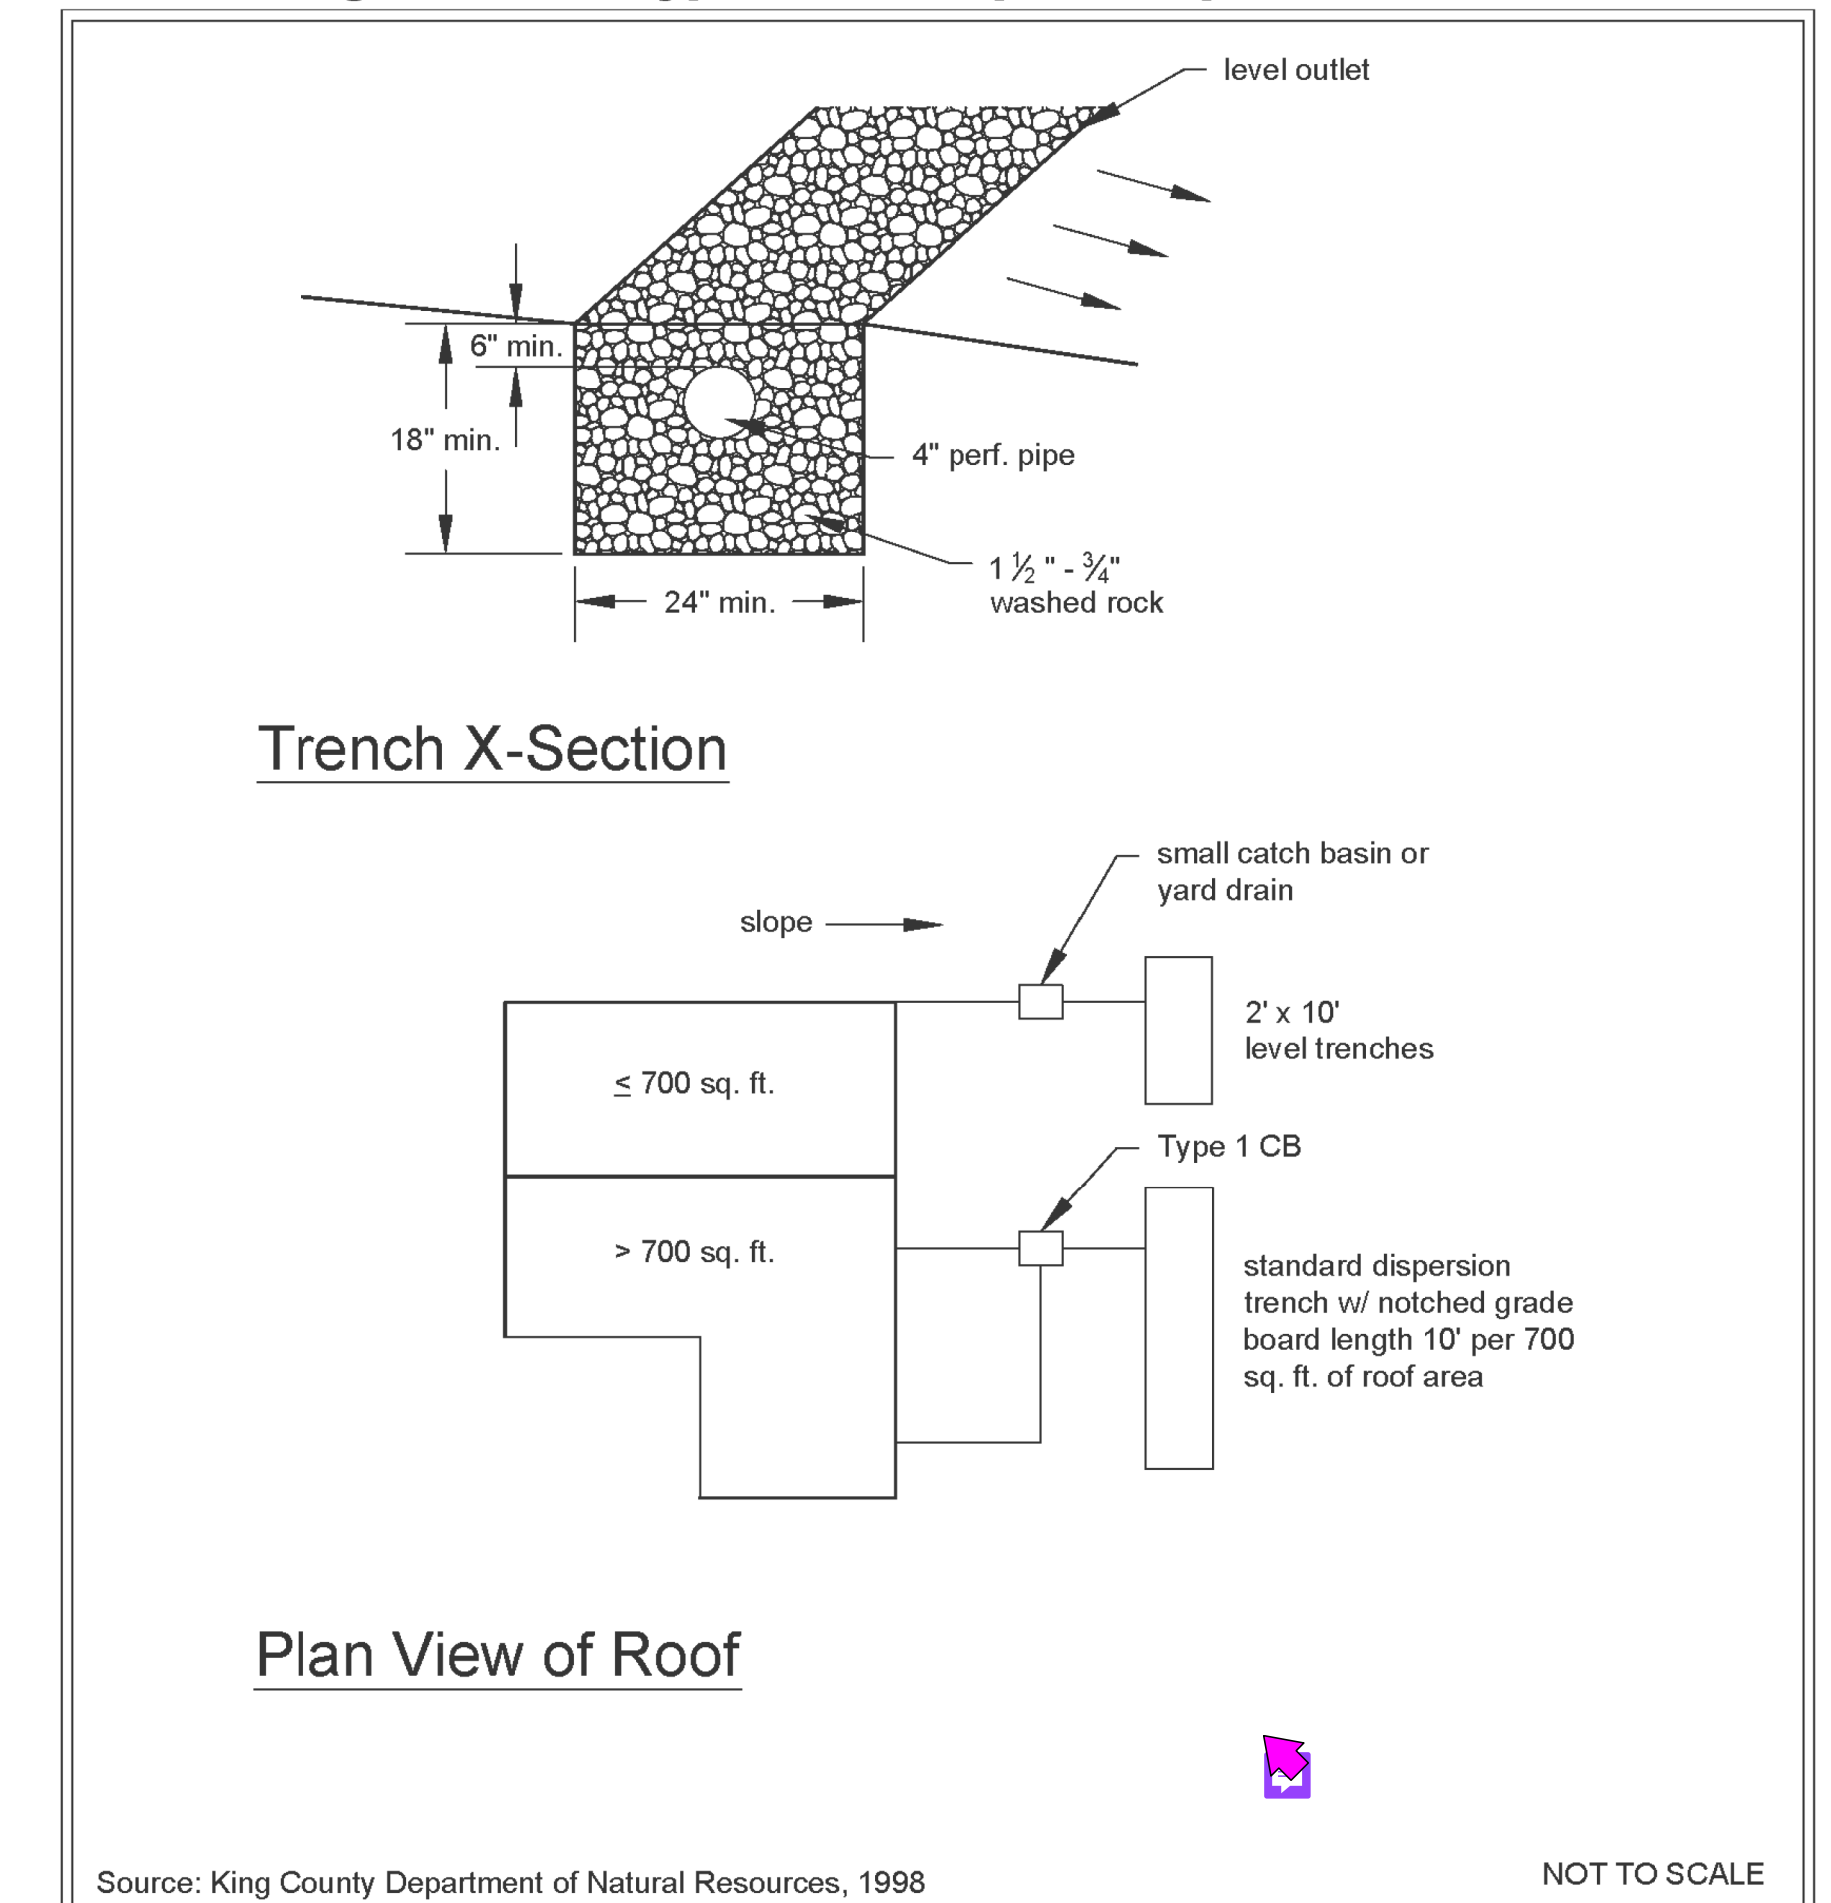 level outlet
6" min.
18" min.
4" perf. pipe
1 ½ " - ¾"
washed rock
24" min.
Trench X-Section
small catch basin or
yard drain
slope
2' x 10'
level trenches
≤ 700 sq. ft.
Type 1 CB
> 700 sq. ft.
standard dispersion
trench w/ notched grade
board length 10' per 700
sq. ft. of roof area
Plan View of Roof
NOT TO SCALE
Source: King County Department of Natural Resources, 1998